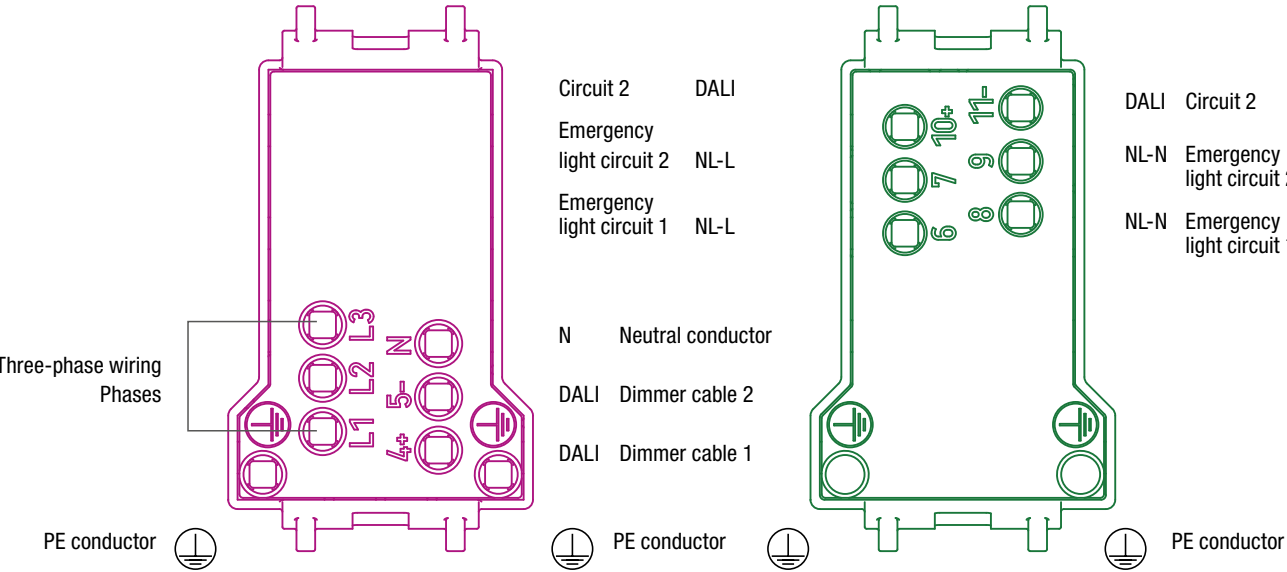 Circuit 2 DALI
Emergency
light circuit 2 NL-L
Emergency
light circuit 1 NL-L
DALI Circuit 2
NL-N Emergency
light circuit 2
NL-N Emergency
light circuit
10+
11-
7
9
6
8
L3
L2
L1
N
5-
4+
Three-phase wiring
Phases
N Neutral conductor
DALI Dimmer cable 2
DALI Dimmer cable 1
PE conductor
PE conductor
PE conductor